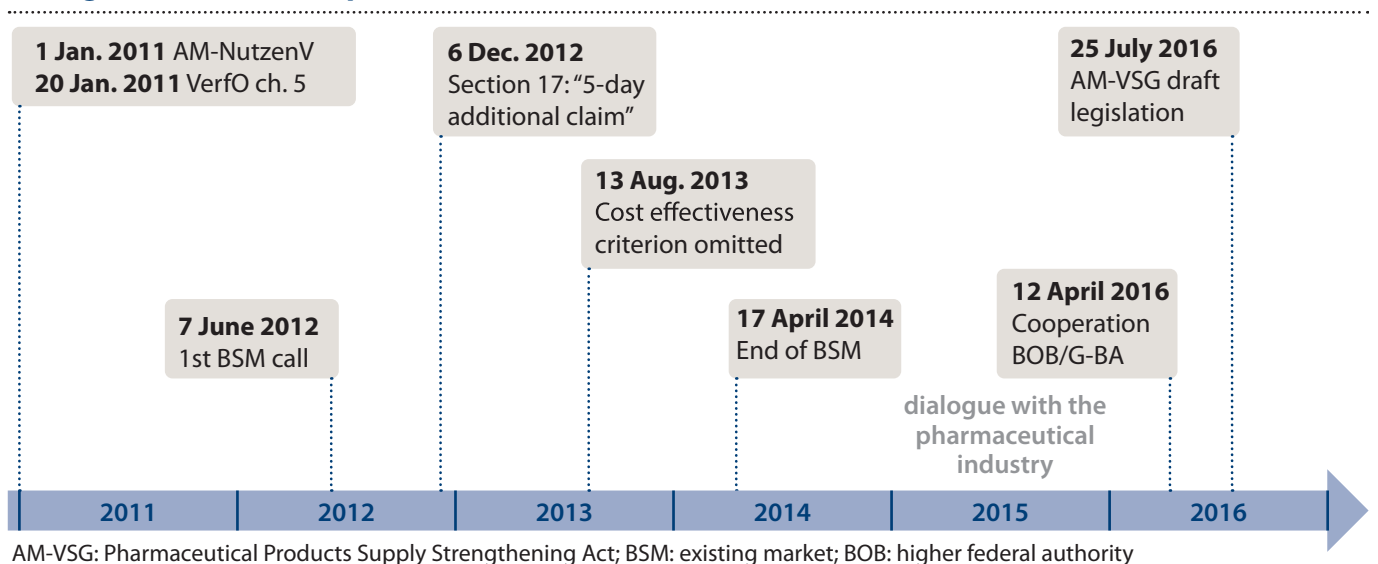 1 Jan. 2011 AM-NutzenV
20 Jan. 2011 VerfO ch. 5
6 Dec. 2012
Section 17: “5-day
additional claim”
25 July 2016
AM-VSG draft
legislation
13 Aug. 2013
Cost effectiveness
criterion omitted
7 June 2012
1st BSM call
17 April 2014
End of BSM
12 April 2016
Cooperation
BOB/G-BA
dialogue with the
pharmaceutical
industry
2011 2012 2013 2014 2015 2016
AM-VSG: Pharmaceutical Products Supply Strengthening Act; BSM: existing market; BOB: higher federal authority